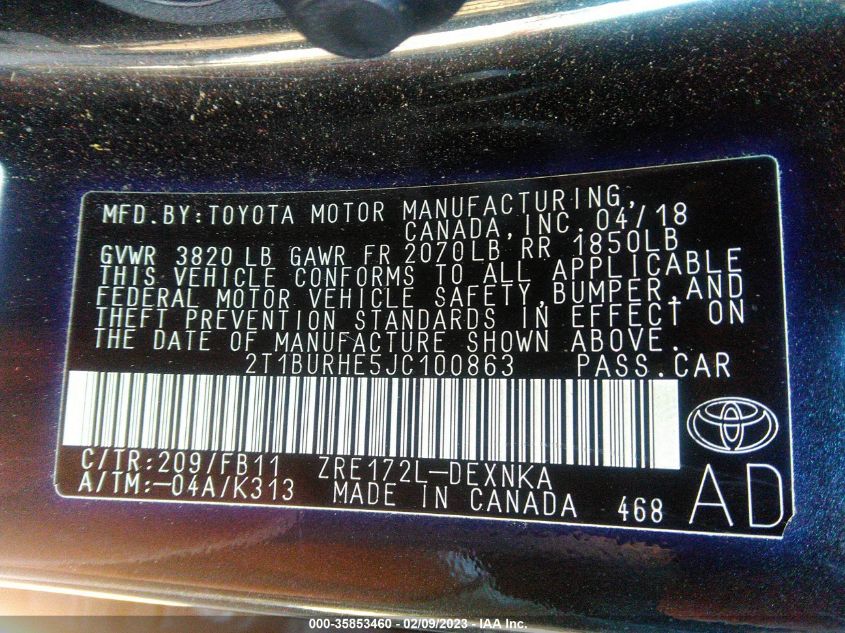 MFD.BY:TOYOTA MOTOR MANUFACTURING,
CANADA,INC.04/18
GVWR 3820 LB GAWR FR 2070LB RR 1850LB
THIS VEHICLE CONFORMS TO ALL APPLICABLE
FEDERAL MOTOR VEHICLE SAFETY,BUMPER,AND
THEFT PREVENTION STANDARDS IN EFFECT ON
THE DATE OF MANUFACTURE SHOWN ABOVE.
2T1BURHE5JC100863 PASS.CAR
C/TR:209/FB11 ZRE172L-DEXNKA
A/TM:-04A/K313 MADE IN CANADA 468 AD
000-35853460 - 02/09/2023 - IAA Inc.